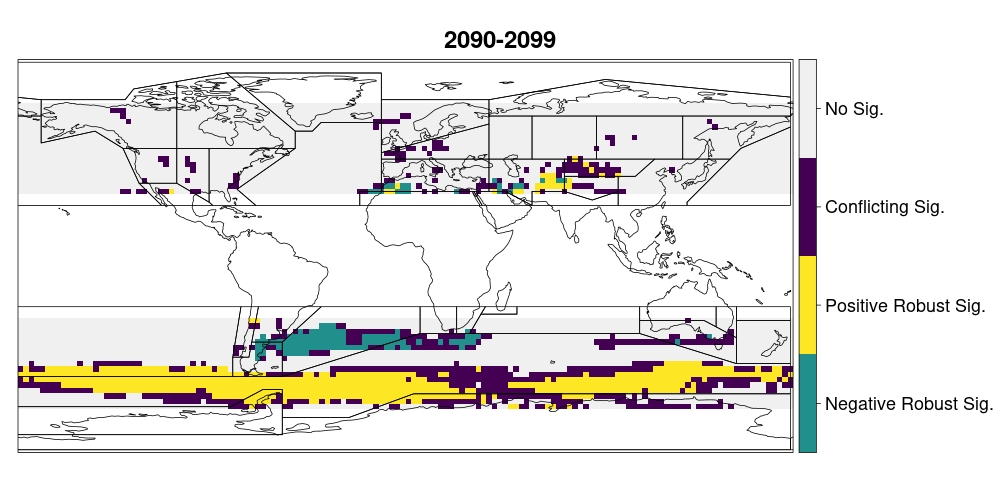 2090-2099
No Sig.
Conflicting Sig.
Positive Robust Sig.
Negative Robust Sig.